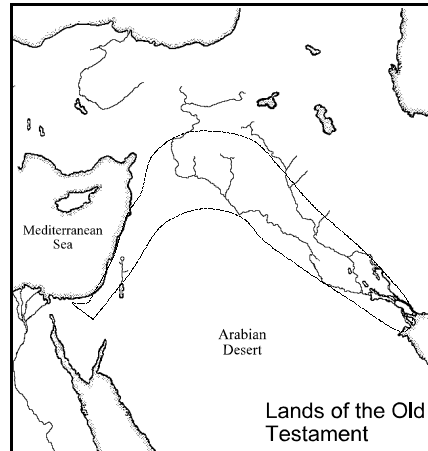 Mediterranean
Sea
Arabian
Desert
Lands of the Old
Testament